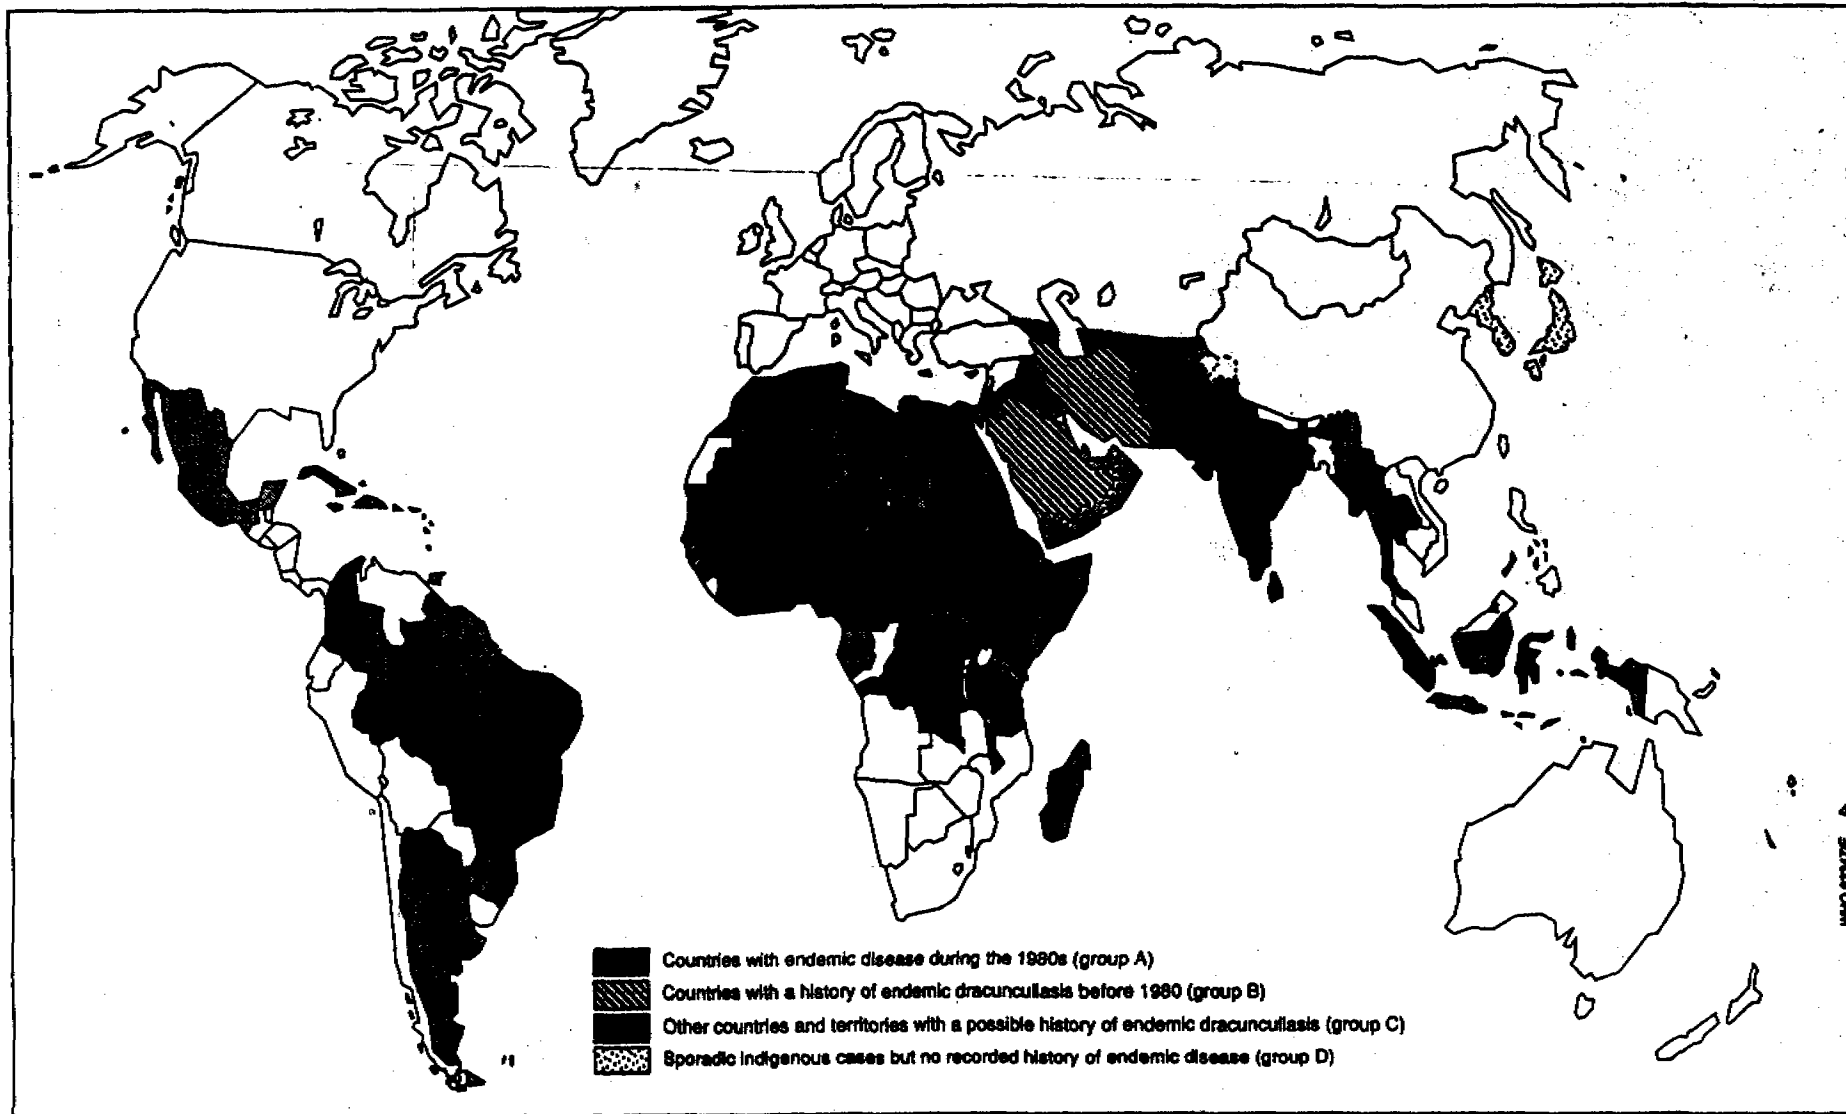 Countries with endemic disease during the 1980s (group A)
Countries with a history of endemic dracunculiasis before 1980 (group B)
Other countries and territories with a possible history of endemic dracunculiasis (group C)
Sporadic indigenous cases but no recorded history of endemic disease (group D)